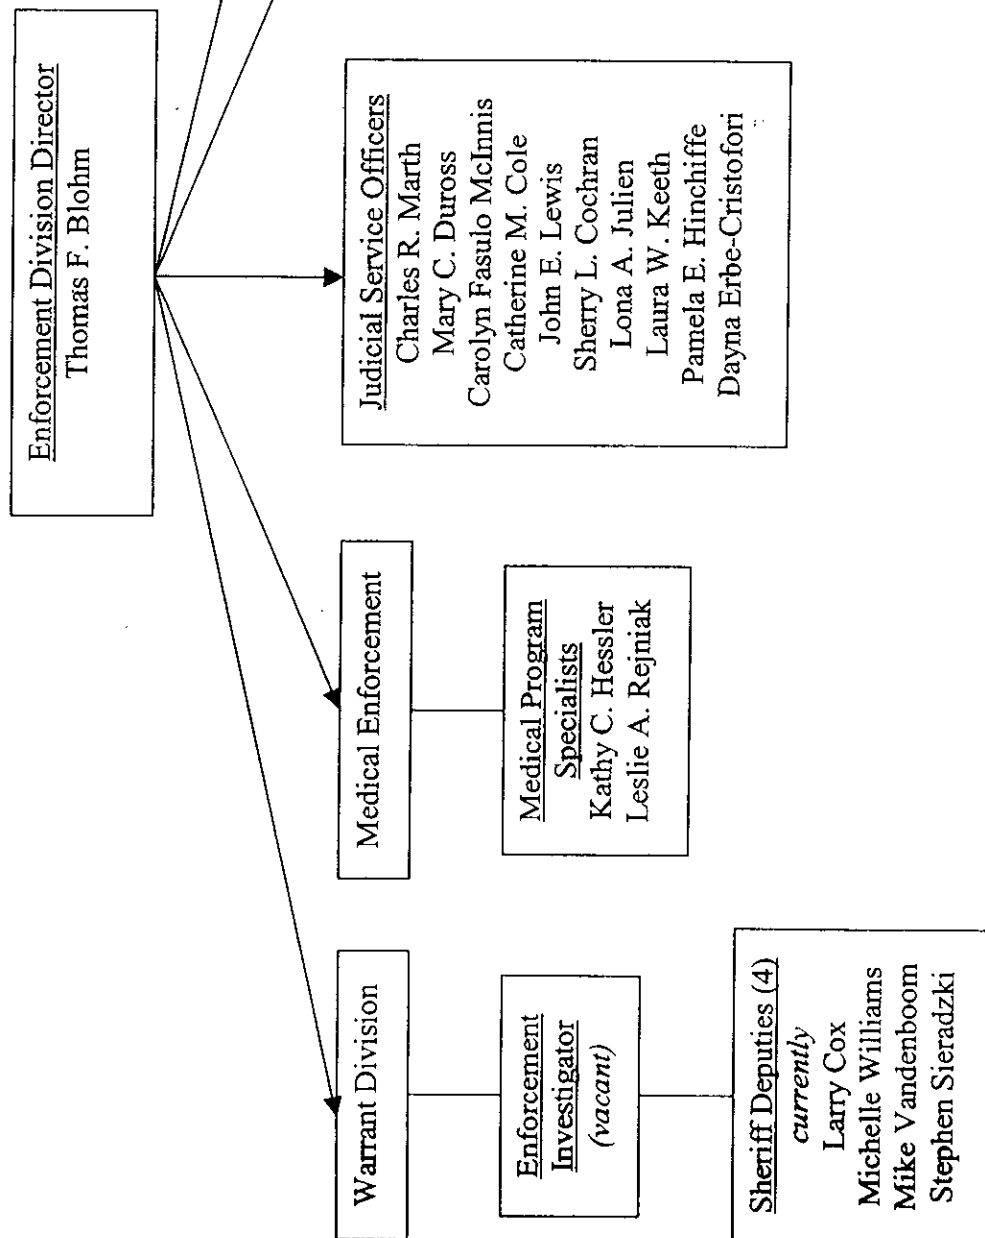 Enforcement Division Director
Thomas F. Blohm
Warrant Division
Enforcement
Investigator
(vacant)
Sheriff Deputies (4)
currently
Larry Cox
Michelle Williams
Mike Vandenboom
Stephen Sieradzki
Medical Enforcement
Medical Program
Specialists
Kathy C. Hessler
Leslie A. Rejniak
Judicial Service Officers
Charles R. Marth
Mary C. Duross
Carolyn Fasulo McInnis
Catherine M. Cole
John E. Lewis
Sherry L. Cochran
Lona A. Julien
Laura W. Keeth
Pamela E. Hinchiffe
Dayna Erbe-Cristofori